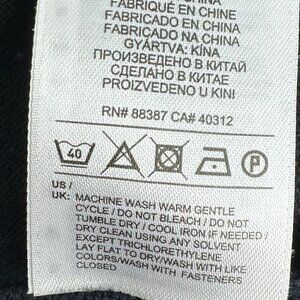 FABRIQUÉ EN CHINE
FABRICADO EN CHINA
FABRICADO NA CHINA
GYÁRTVA: KÍNA
ПРОИЗВЕДЕНО В КИТАЙ
СДЕЛАНО В КИТАЕ
PROIZVEDENO U KINI
RN# 88387 CA# 40312
40 P
US /
UK: MACHINE WASH WARM GENTLE
CYCLE / DO NOT BLEACH / DO NOT
TUMBLE DRY / COOL IRON IF NEEDED /
DRY CLEAN USING ANY SOLVENT
EXCEPT TRICHLORETHYLENE /
LAY FLAT TO DRY/WASH WITH LIKE
COLORS/WASH WITH FASTENERS
CLOSED